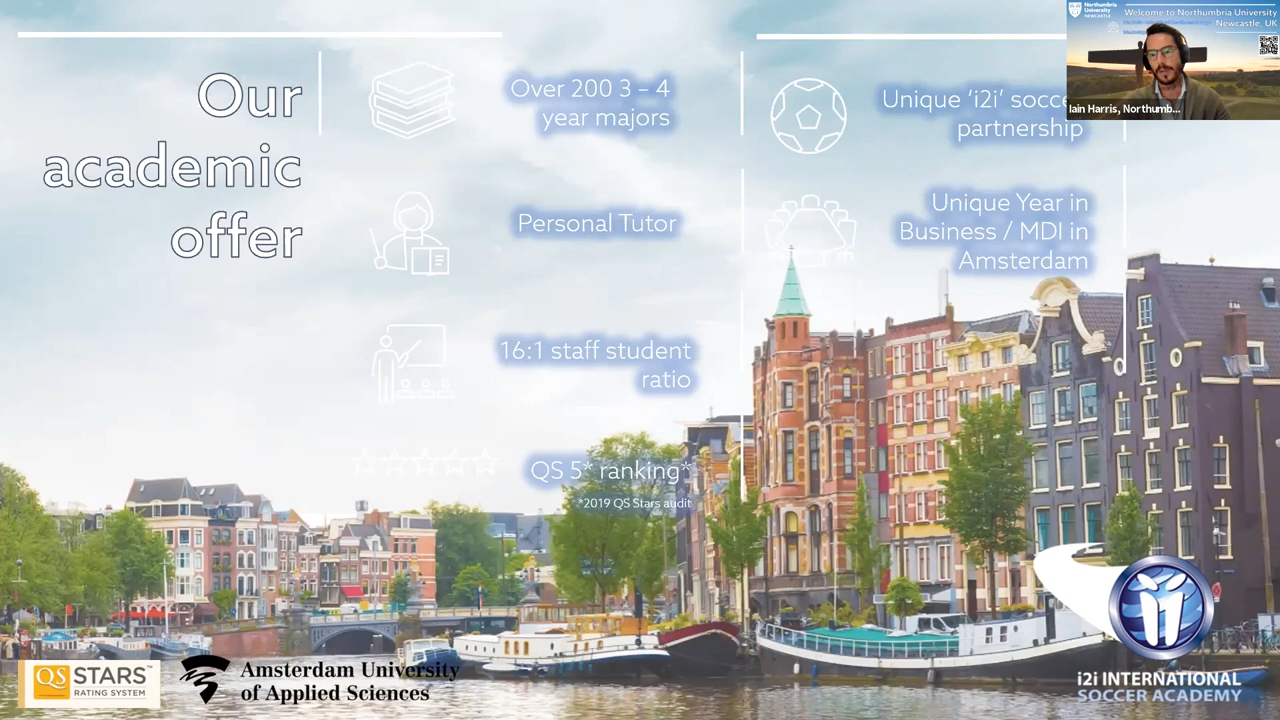 Our
academic
offer
Over 200 3 – 4
year majors
Personal Tutor
16:1 staff student
ratio
QS 5* ranking*
*2019 QS Stars audit
Unique ‘i2i’ socce
partnership
Unique Year in
Business / MDI in
Amsterdam
Northumbria
University
NEWCASTLE
Welcome to Northumbria University
Newcastle, UK
Iain Harris, Northumb...
QS STARS™
RATING SYSTEM
Amsterdam University
of Applied Sciences
i2i INTERNATIONAL
SOCCER ACADEMY